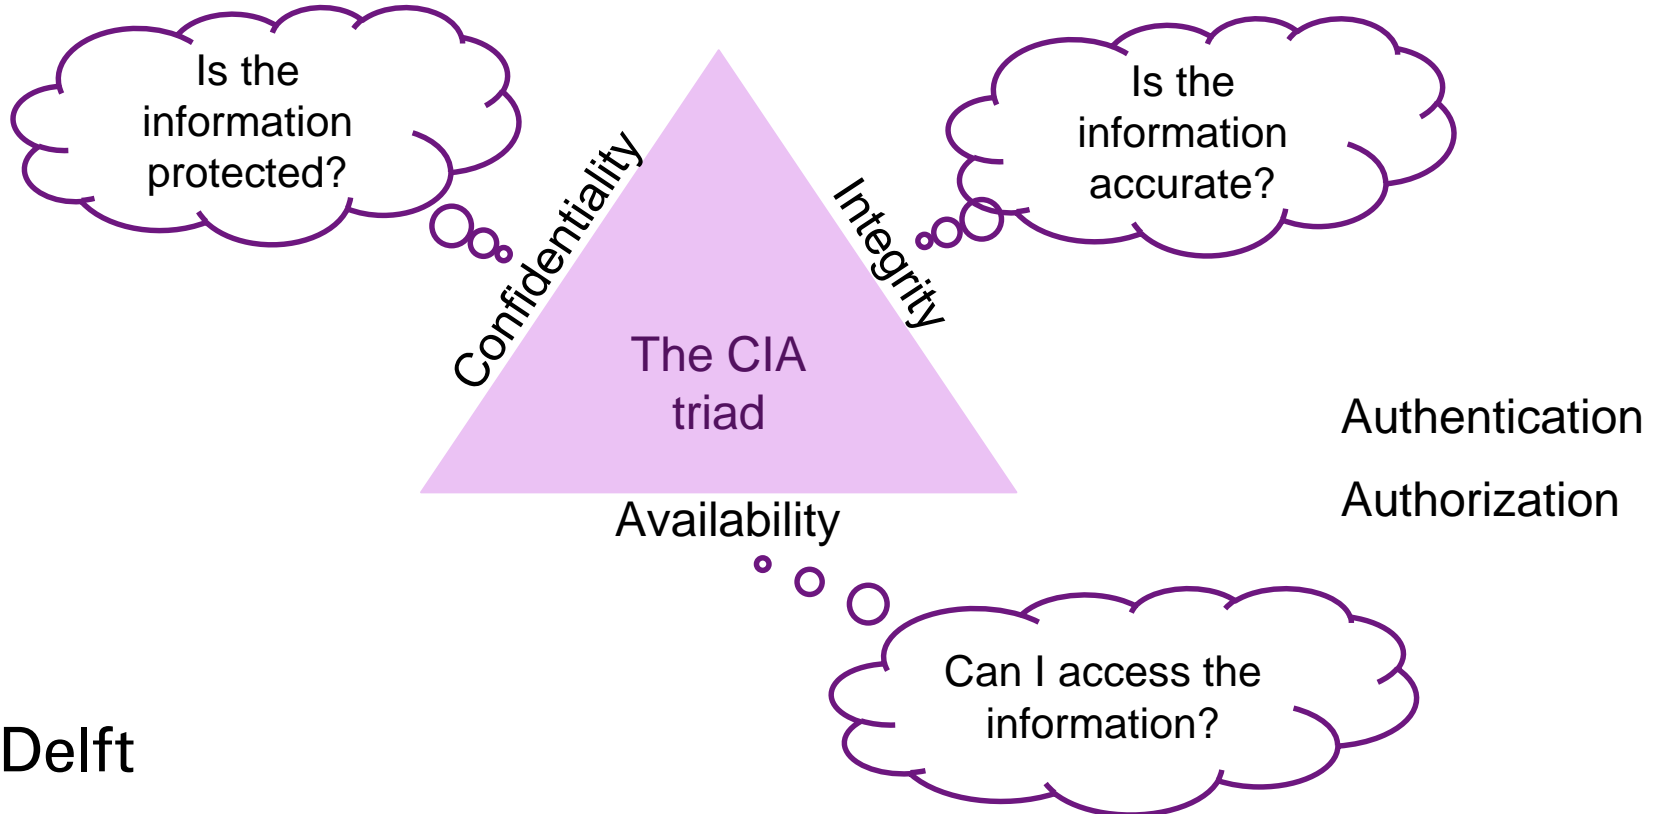 Is the
information
protected?
Is the
information
accurate?
Confidentiality
Integrity
The CIA
triad
Authentication
Authorization
Availability
Can I access the
information?
Delft